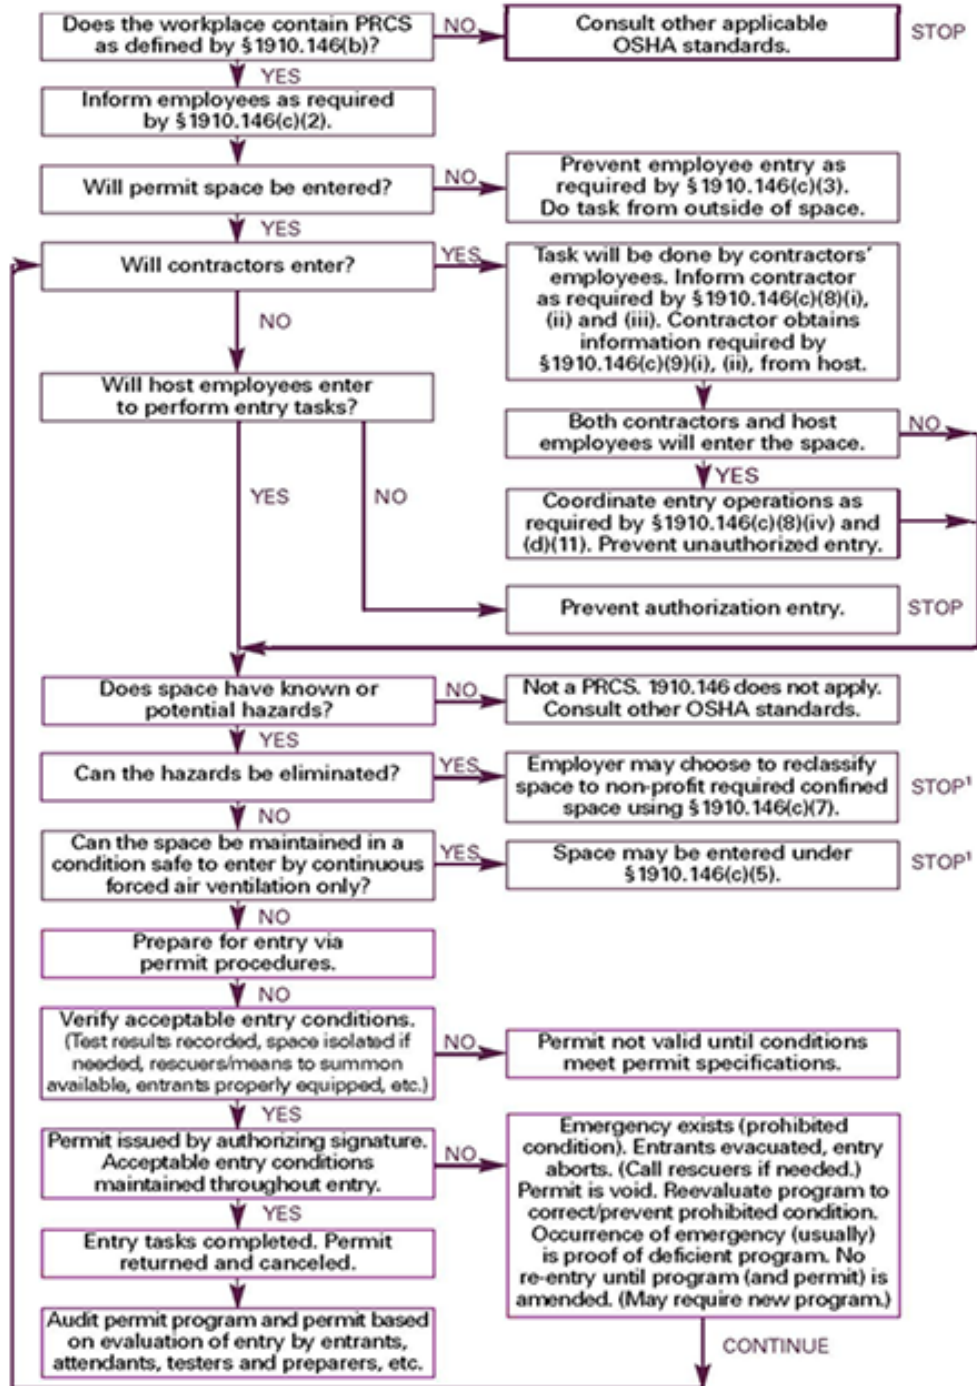 Does the workplace contain PRCS
as defined by §1910.146(b)?
NO
Consult other applicable
OSHA standards.
STOP
YES
Inform employees as required
by §1910.146(c)(2).
Will permit space be entered?
NO
Prevent employee entry as
required by §1910.146(c)(3).
Do task from outside of space.
YES
Will contractors enter?
YES
Task will be done by contractors'
employees. Inform contractor
as required by §1910.146(c)(8)(i),
(ii) and (iii). Contractor obtains
information required by
§1910.146(c)(9)(i), (ii), from host.
NO
Will host employees enter
to perform entry tasks?
Both contractors and host
employees will enter the space.
NO
YES
YES
NO
Coordinate entry operations as
required by §1910.146(c)(8)(iv) and
(d)(11). Prevent unauthorized entry.
Prevent authorization entry.
STOP
Does space have known or
potential hazards?
NO
Not a PRCS. 1910.146 does not apply.
Consult other OSHA standards.
YES
Can the hazards be eliminated?
YES
Employer may choose to reclassify
space to non-profit required confined
space using §1910.146(c)(7).
STOP¹
NO
Can the space be maintained in a
condition safe to enter by continuous
forced air ventilation only?
YES
Space may be entered under
§1910.146(c)(5).
STOP¹
NO
Prepare for entry via
permit procedures.
NO
Verify acceptable entry conditions.
(Test results recorded, space isolated if
needed, rescuers/means to summon
available, entrants properly equipped, etc.)
NO
Permit not valid until conditions
meet permit specifications.
YES
Permit issued by authorizing signature.
Acceptable entry conditions
maintained throughout entry.
NO
Emergency exists (prohibited
condition). Entrants evacuated, entry
aborts. (Call rescuers if needed.)
Permit is void. Reevaluate program to
correct/prevent prohibited condition.
Occurrence of emergency (usually)
is proof of deficient program. No
re-entry until program (and permit) is
amended. (May require new program.)
YES
Entry tasks completed. Permit
returned and canceled.
Audit permit program and permit based
on evaluation of entry by entrants,
attendants, testers and preparers, etc.
CONTINUE